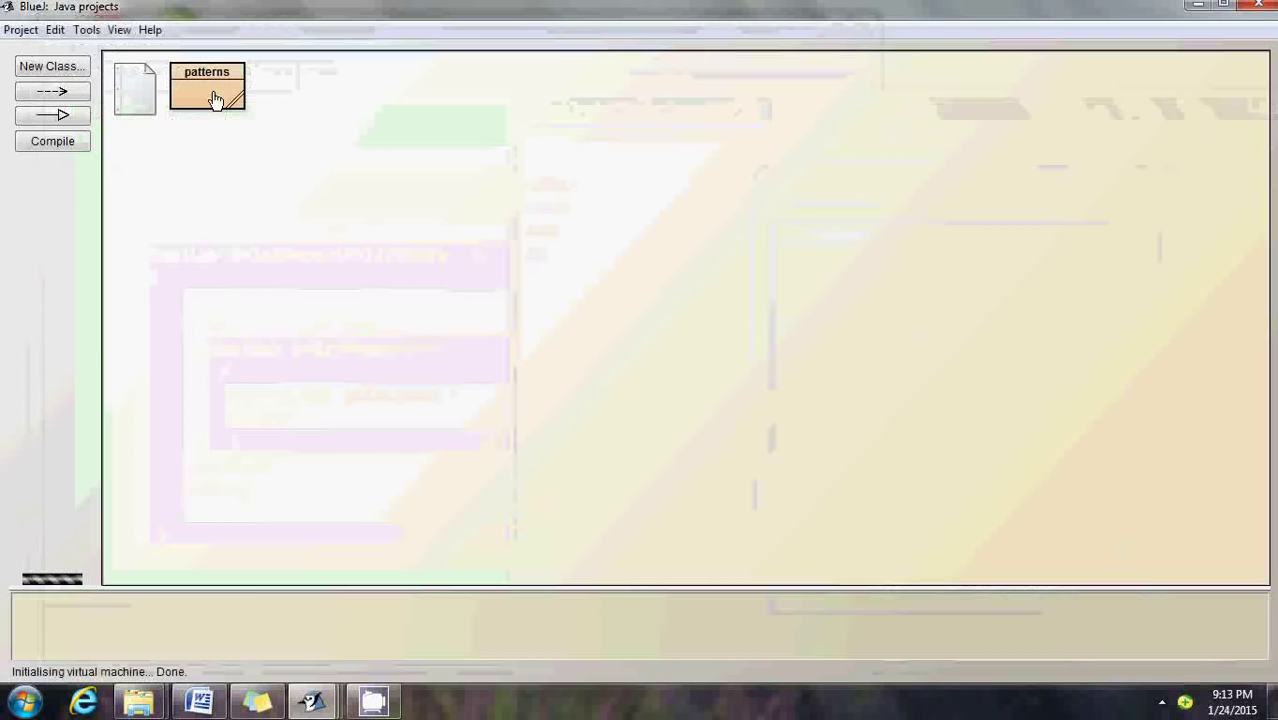 BlueJ: Java projects
Project Edit Tools View Help
New Class...
patterns
Compile
Initialising virtual machine... Done.
9:13 PM
1/24/2015